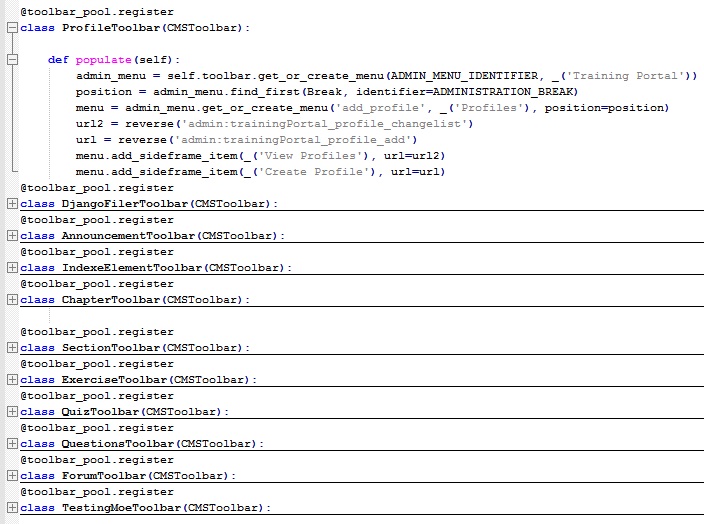 @toolbar_pool.register
class ProfileToolbar(CMSToolbar):
def populate(self):
admin_menu = self.toolbar.get_or_create_menu(ADMIN_MENU_IDENTIFIER, _('Training Portal'))
position = admin_menu.find_first(Break, identifier=ADMINISTRATION_BREAK)
menu = admin_menu.get_or_create_menu('add_profile', _('Profiles'), position=position)
url2 = reverse('admin:trainingPortal_profile_changelist')
url = reverse('admin:trainingPortal_profile_add')
menu.add_sideframe_item(_('View Profiles'), url=url2)
menu.add_sideframe_item(_('Create Profile'), url=url)
@toolbar_pool.register
class DjangoFilerToolbar(CMSToolbar):
@toolbar_pool.register
class AnnouncementToolbar(CMSToolbar):
@toolbar_pool.register
class IndexeElementToolbar(CMSToolbar):
@toolbar_pool.register
class ChapterToolbar(CMSToolbar):
@toolbar_pool.register
class SectionToolbar(CMSToolbar):
@toolbar_pool.register
class ExerciseToolbar(CMSToolbar):
@toolbar_pool.register
class QuizToolbar(CMSToolbar):
@toolbar_pool.register
class QuestionsToolbar(CMSToolbar):
@toolbar_pool.register
class ForumToolbar(CMSToolbar):
@toolbar_pool.register
class TestingMoeToolbar(CMSToolbar):